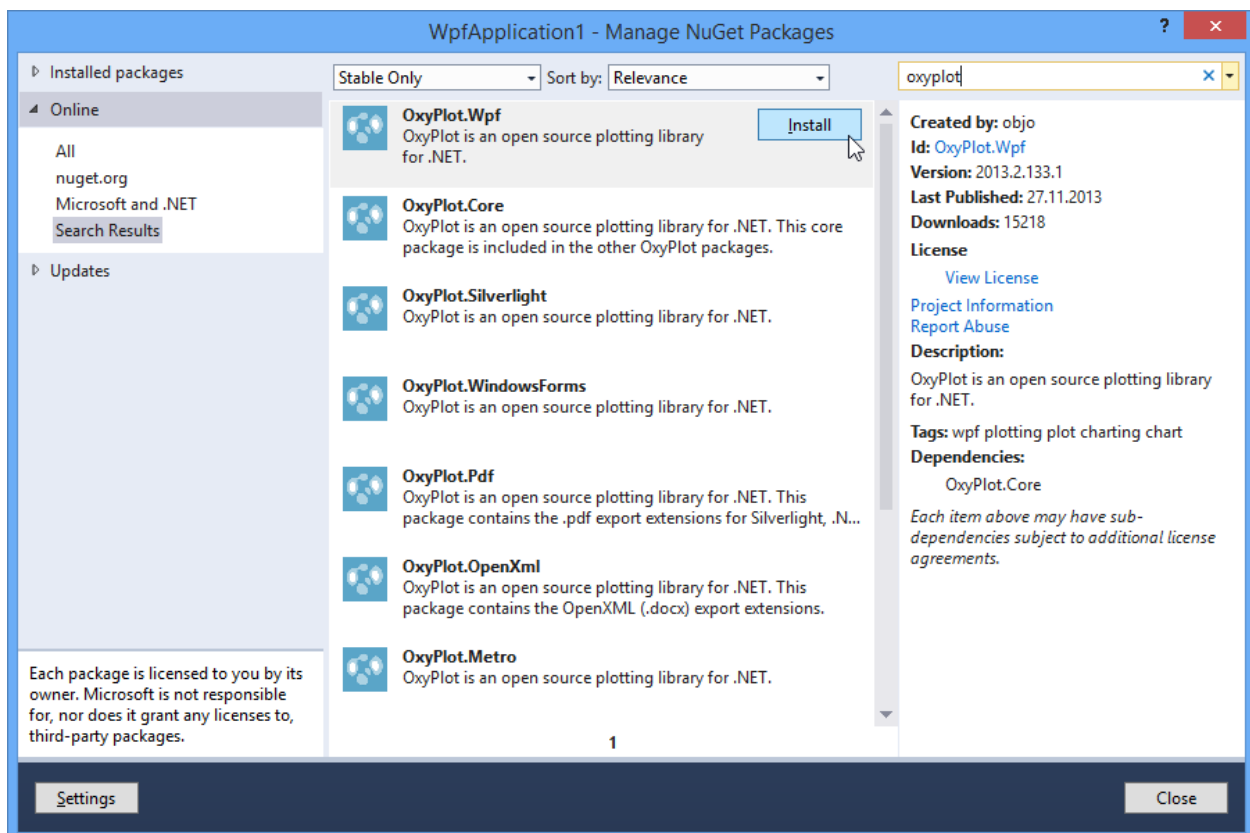 WpfApplication1 - Manage NuGet Packages
?
Installed packages
Online
All
nuget.org
Microsoft and .NET
Search Results
Updates
Each package is licensed to you by its
owner. Microsoft is not responsible
for, nor does it grant any licenses to,
third-party packages.
Stable Only
Sort by: Relevance
OxyPlot.Wpf
OxyPlot is an open source plotting library
for .NET.
Install
OxyPlot.Core
OxyPlot is an open source plotting library for .NET. This core
package is included in the other OxyPlot packages.
OxyPlot.Silverlight
OxyPlot is an open source plotting library for .NET.
OxyPlot.WindowsForms
OxyPlot is an open source plotting library for .NET.
OxyPlot.Pdf
OxyPlot is an open source plotting library for .NET. This
package contains the .pdf export extensions for Silverlight, .N...
OxyPlot.OpenXml
OxyPlot is an open source plotting library for .NET. This
package contains the OpenXML (.docx) export extensions.
OxyPlot.Metro
OxyPlot is an open source plotting library for .NET.
1
oxyplot
Created by: objo
Id: OxyPlot.Wpf
Version: 2013.2.133.1
Last Published: 27.11.2013
Downloads: 15218
License
View License
Project Information
Report Abuse
Description:
OxyPlot is an open source plotting library
for .NET.
Tags: wpf plotting plot charting chart
Dependencies:
OxyPlot.Core
Each item above may have sub-
dependencies subject to additional license
agreements.
Settings
Close